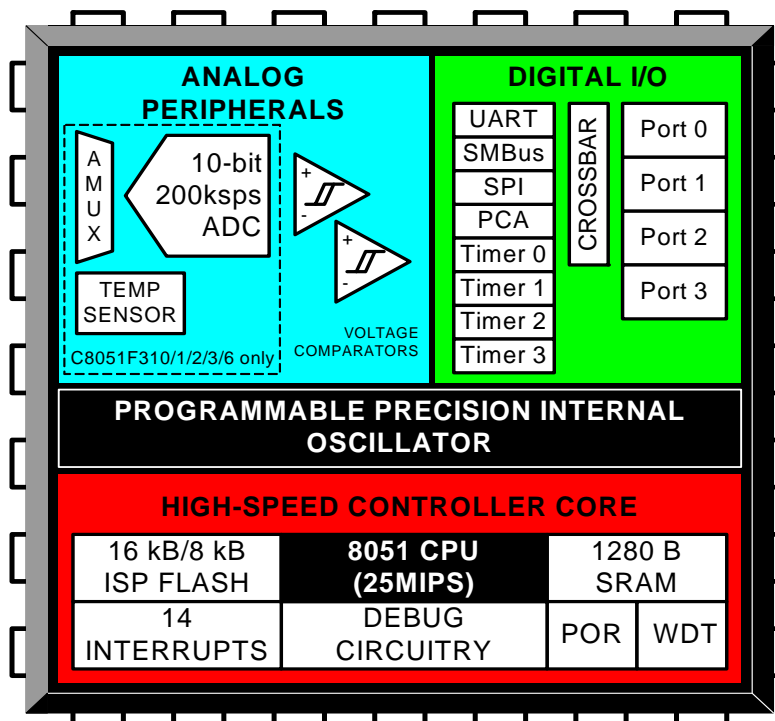 ANALOG
PERIPHERALS
A
M
U
X
10-bit
200ksps
ADC
+
-
+
-
TEMP
SENSOR
VOLTAGE
COMPARATORS
C8051F310/1/2/3/6 only
DIGITAL I/O
UART
SMBus
SPI
PCA
Timer 0
Timer 1
Timer 2
Timer 3
CROSSBAR
Port 0
Port 1
Port 2
Port 3
PROGRAMMABLE PRECISION INTERNAL
OSCILLATOR
HIGH-SPEED CONTROLLER CORE
16 kB/8 kB
ISP FLASH
8051 CPU
(25MIPS)
1280 B
SRAM
14
INTERRUPTS
DEBUG
CIRCUITRY
POR
WDT